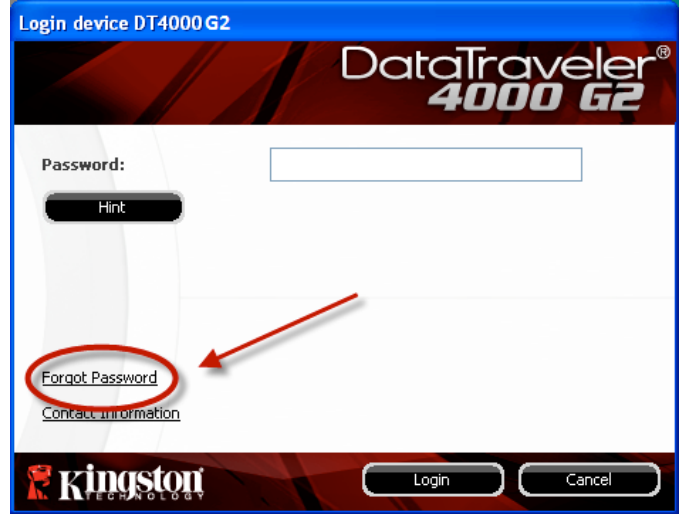 Login device DT4000 G2
DataTraveler®
4000 G2
Password:
Hint
Forgot Password
Contact Information
Kingston
TECHNOLOGY
Login
Cancel